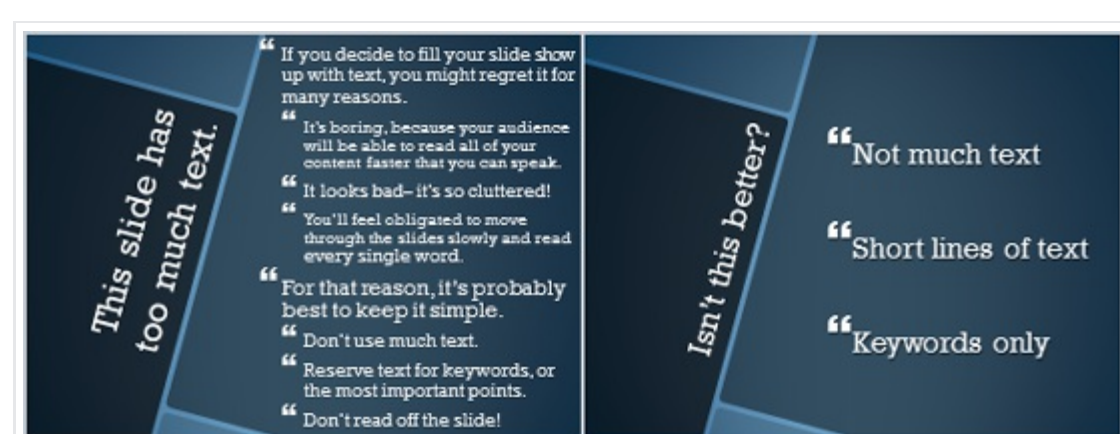 This slide has
too much text.
“ If you decide to fill your slide show
up with text, you might regret it for
many reasons.
“ It's boring, because your audience
will be able to read all of your
content faster that you can speak.
“ It looks bad– it's so cluttered!
“ You'll feel obligated to move
through the slides slowly and read
every single word.
“ For that reason, it's probably
best to keep it simple.
“ Don't use much text.
“ Reserve text for keywords, or
the most important points.
“ Don't read off the slide!
Isn't this better?
“ Not much text
“ Short lines of text
“ Keywords only